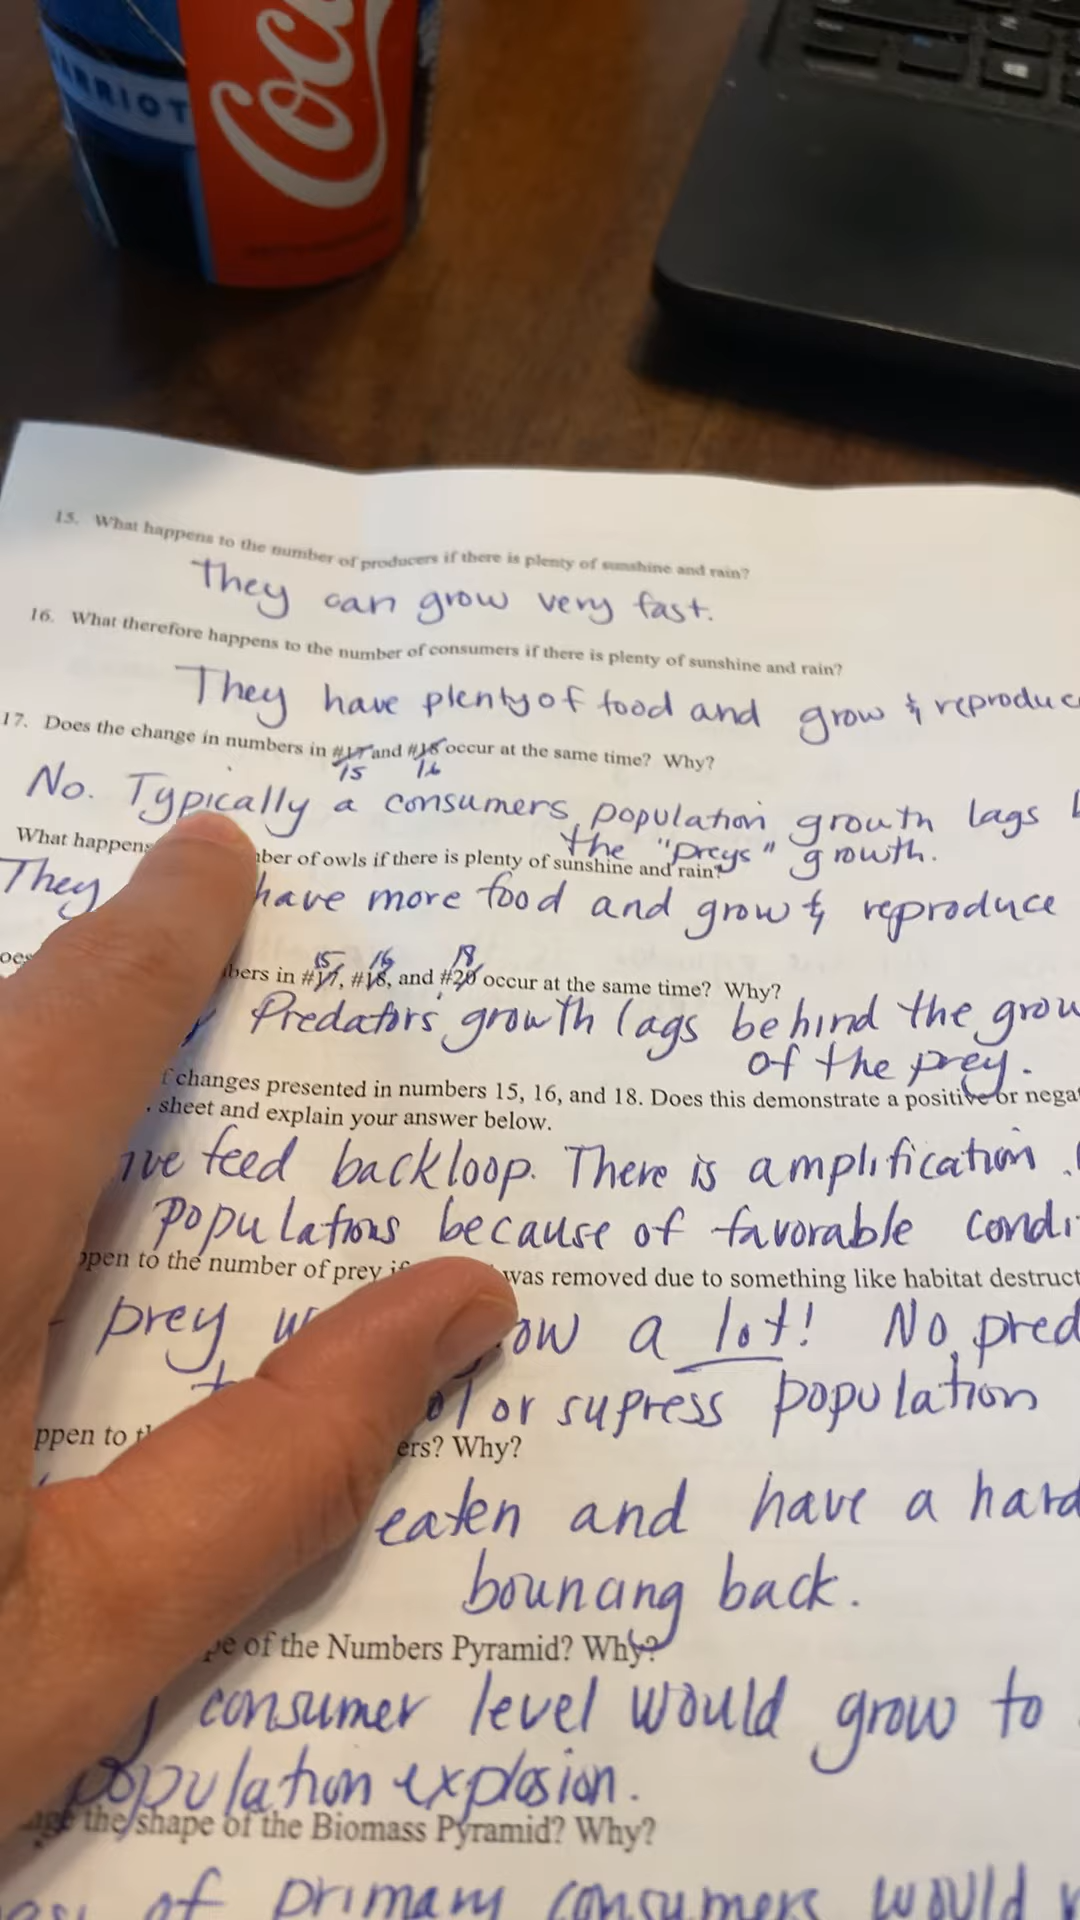 RRIOT
Coc
15. What happens to the number of producers if there is plenty of sunshine and rain?
They can grow very fast.
16. What therefore happens to the number of consumers if there is plenty of sunshine and rain?
They have plenty of food and grow & reproduc
17. Does the change in numbers in #17 and #18 occur at the same time? Why?
15 16
No. Typically a consumers population growth lags
the "preys" growth.
What happens ber of owls if there is plenty of sunshine and rain?
They have more food and grow & reproduce
15 16 18
bers in #17, #18, and #20 occur at the same time? Why?
Predators growth lags behind the grow
of the prey.
f changes presented in numbers 15, 16, and 18. Does this demonstrate a positive or nega
sheet and explain your answer below.
ive feed back loop. There is amplification
populations because of favorable condi
ppen to the number of prey was removed due to something like habitat destruct
prey ow a lot! No pred
ol or supress population
ppen to ers? Why?
eaten and have a hard
bouncing back.
pe of the Numbers Pyramid? Why?
consumer level would grow to
population explosion.
the shape of the Biomass Pyramid? Why?
of primary consumers would